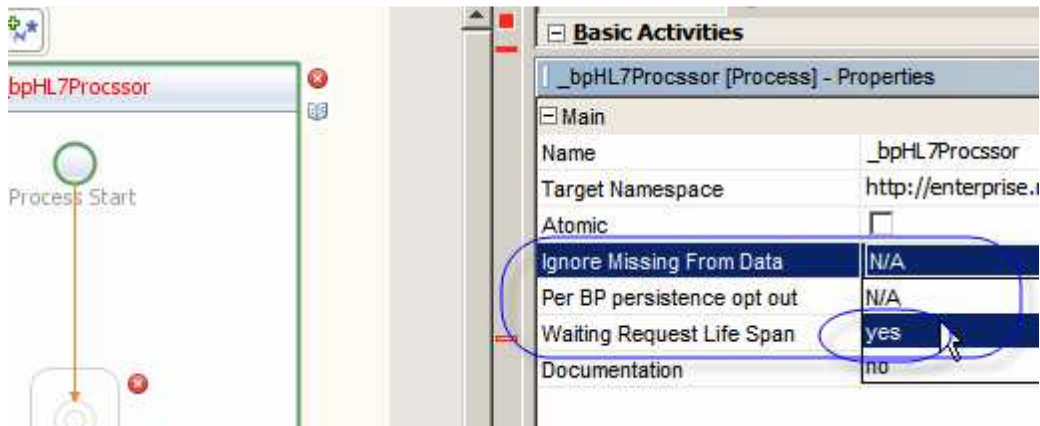 _bpHL7Procssor
Process Start
Basic Activities
_bpHL7Procssor [Process] - Properties
Main
Name _bpHL7Procssor
Target Namespace http://enterprise.
Atomic
Ignore Missing From Data N/A
Per BP persistence opt out N/A
Waiting Request Life Span yes
Documentation no